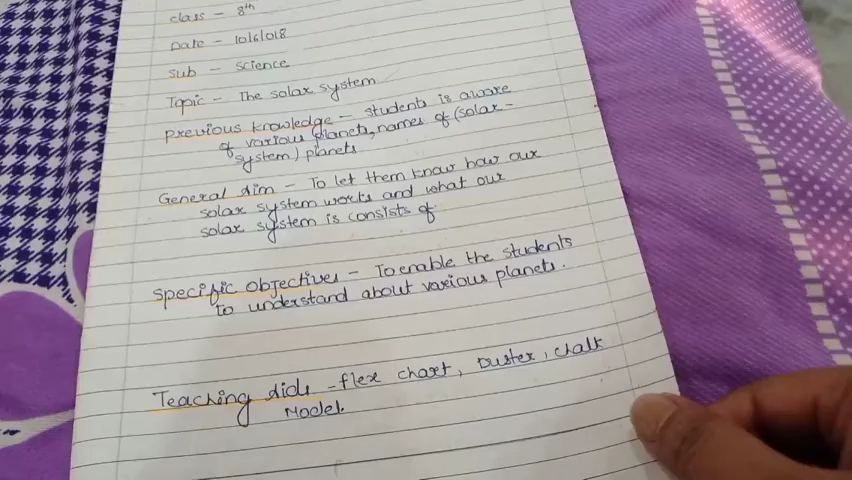 class - 8th
Date - 10/6/018
Sub - Science
Topic - The solar system
previous knowledge - students is aware
of various planets, names of (solar-
system) planets
General Aim - To let them know how our
solar system works and what our
solar system is consists of
Specific Objectives - To enable the students
to understand about various planets.
Teaching Aids - flex chart, Duster, chalk
Model.